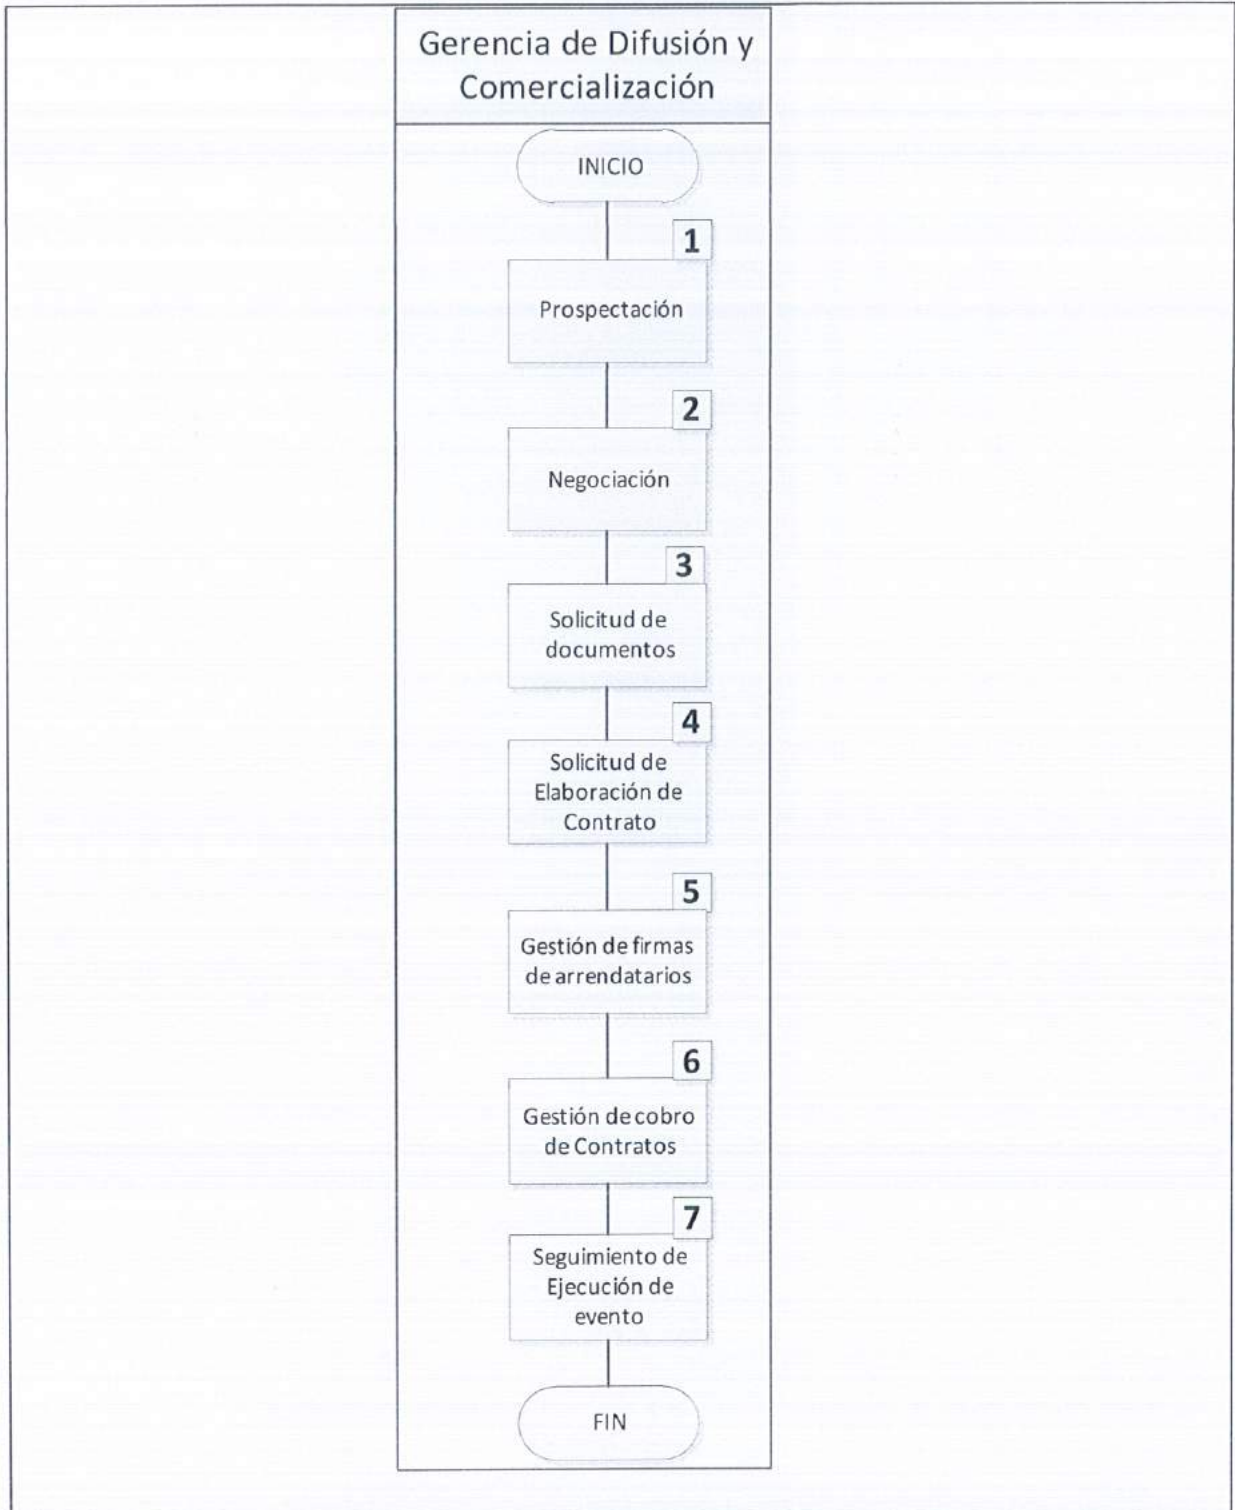 Gerencia de Difusión y
Comercialización
INICIO
1
Prospectación
2
Negociación
3
Solicitud de
documentos
4
Solicitud de
Elaboración de
Contrato
5
Gestión de firmas
de arrendatarios
6
Gestión de cobro
de Contratos
7
Seguimiento de
Ejecución de
evento
FIN